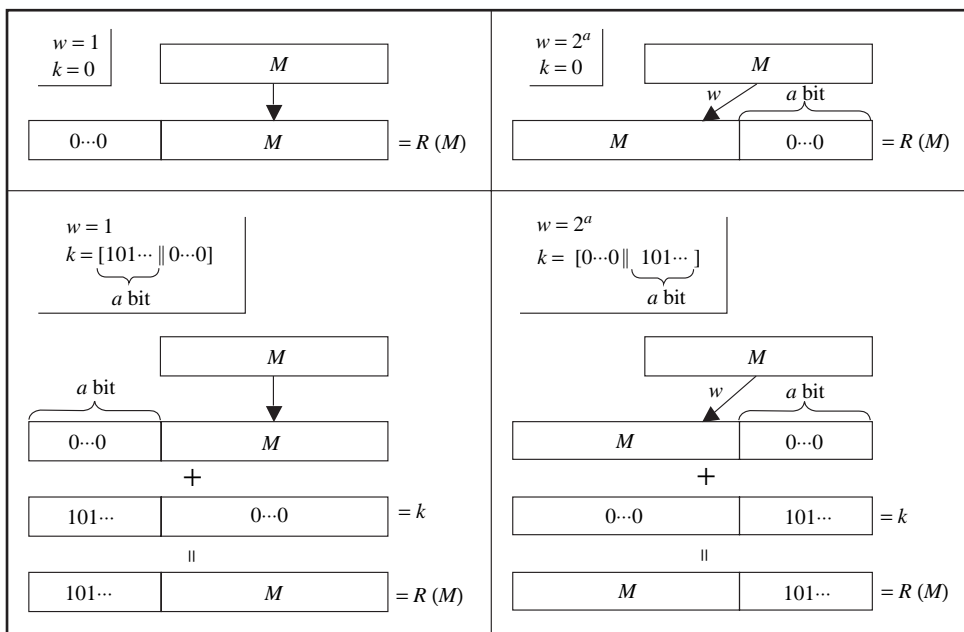 w = 1
k = 0
M
0···0 M = R (M)
w = 2^a
k = 0
M
w
a bit
M 0···0 = R (M)
w = 1
k = [101··· || 0···0]
a bit
M
a bit
0···0 M
+
101··· 0···0 = k
=
101··· M = R (M)
w = 2^a
k = [0···0 || 101··· ]
a bit
M
w
a bit
M 0···0
+
0···0 101··· = k
=
M 101··· = R (M)